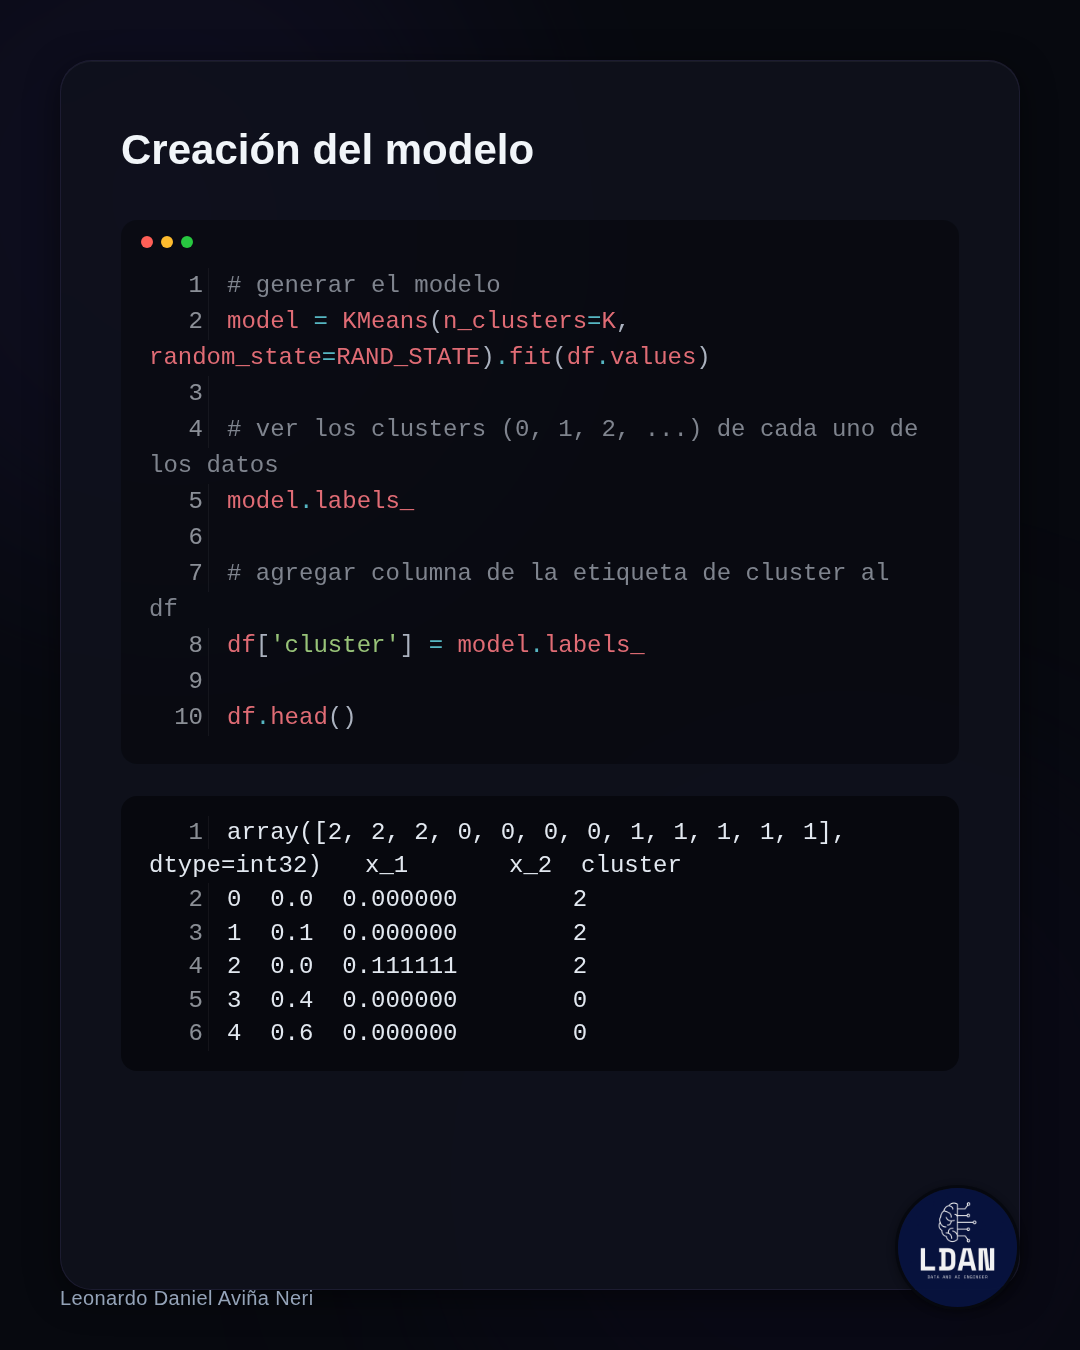 Creación del modelo
1 # generar el modelo
2 model = KMeans(n_clusters=K,
random_state=RAND_STATE).fit(df.values)
3
4 # ver los clusters (0, 1, 2, ...) de cada uno de
los datos
5 model.labels_
6
7 # agregar columna de la etiqueta de cluster al
df
8 df['cluster'] = model.labels_
9
10 df.head()
1 array([2, 2, 2, 0, 0, 0, 0, 1, 1, 1, 1, 1],
dtype=int32)   x_1       x_2  cluster
2 0  0.0  0.000000        2
3 1  0.1  0.000000        2
4 2  0.0  0.111111        2
5 3  0.4  0.000000        0
6 4  0.6  0.000000        0
LDAN
DATA AND AI ENGINEER
Leonardo Daniel Aviña Neri